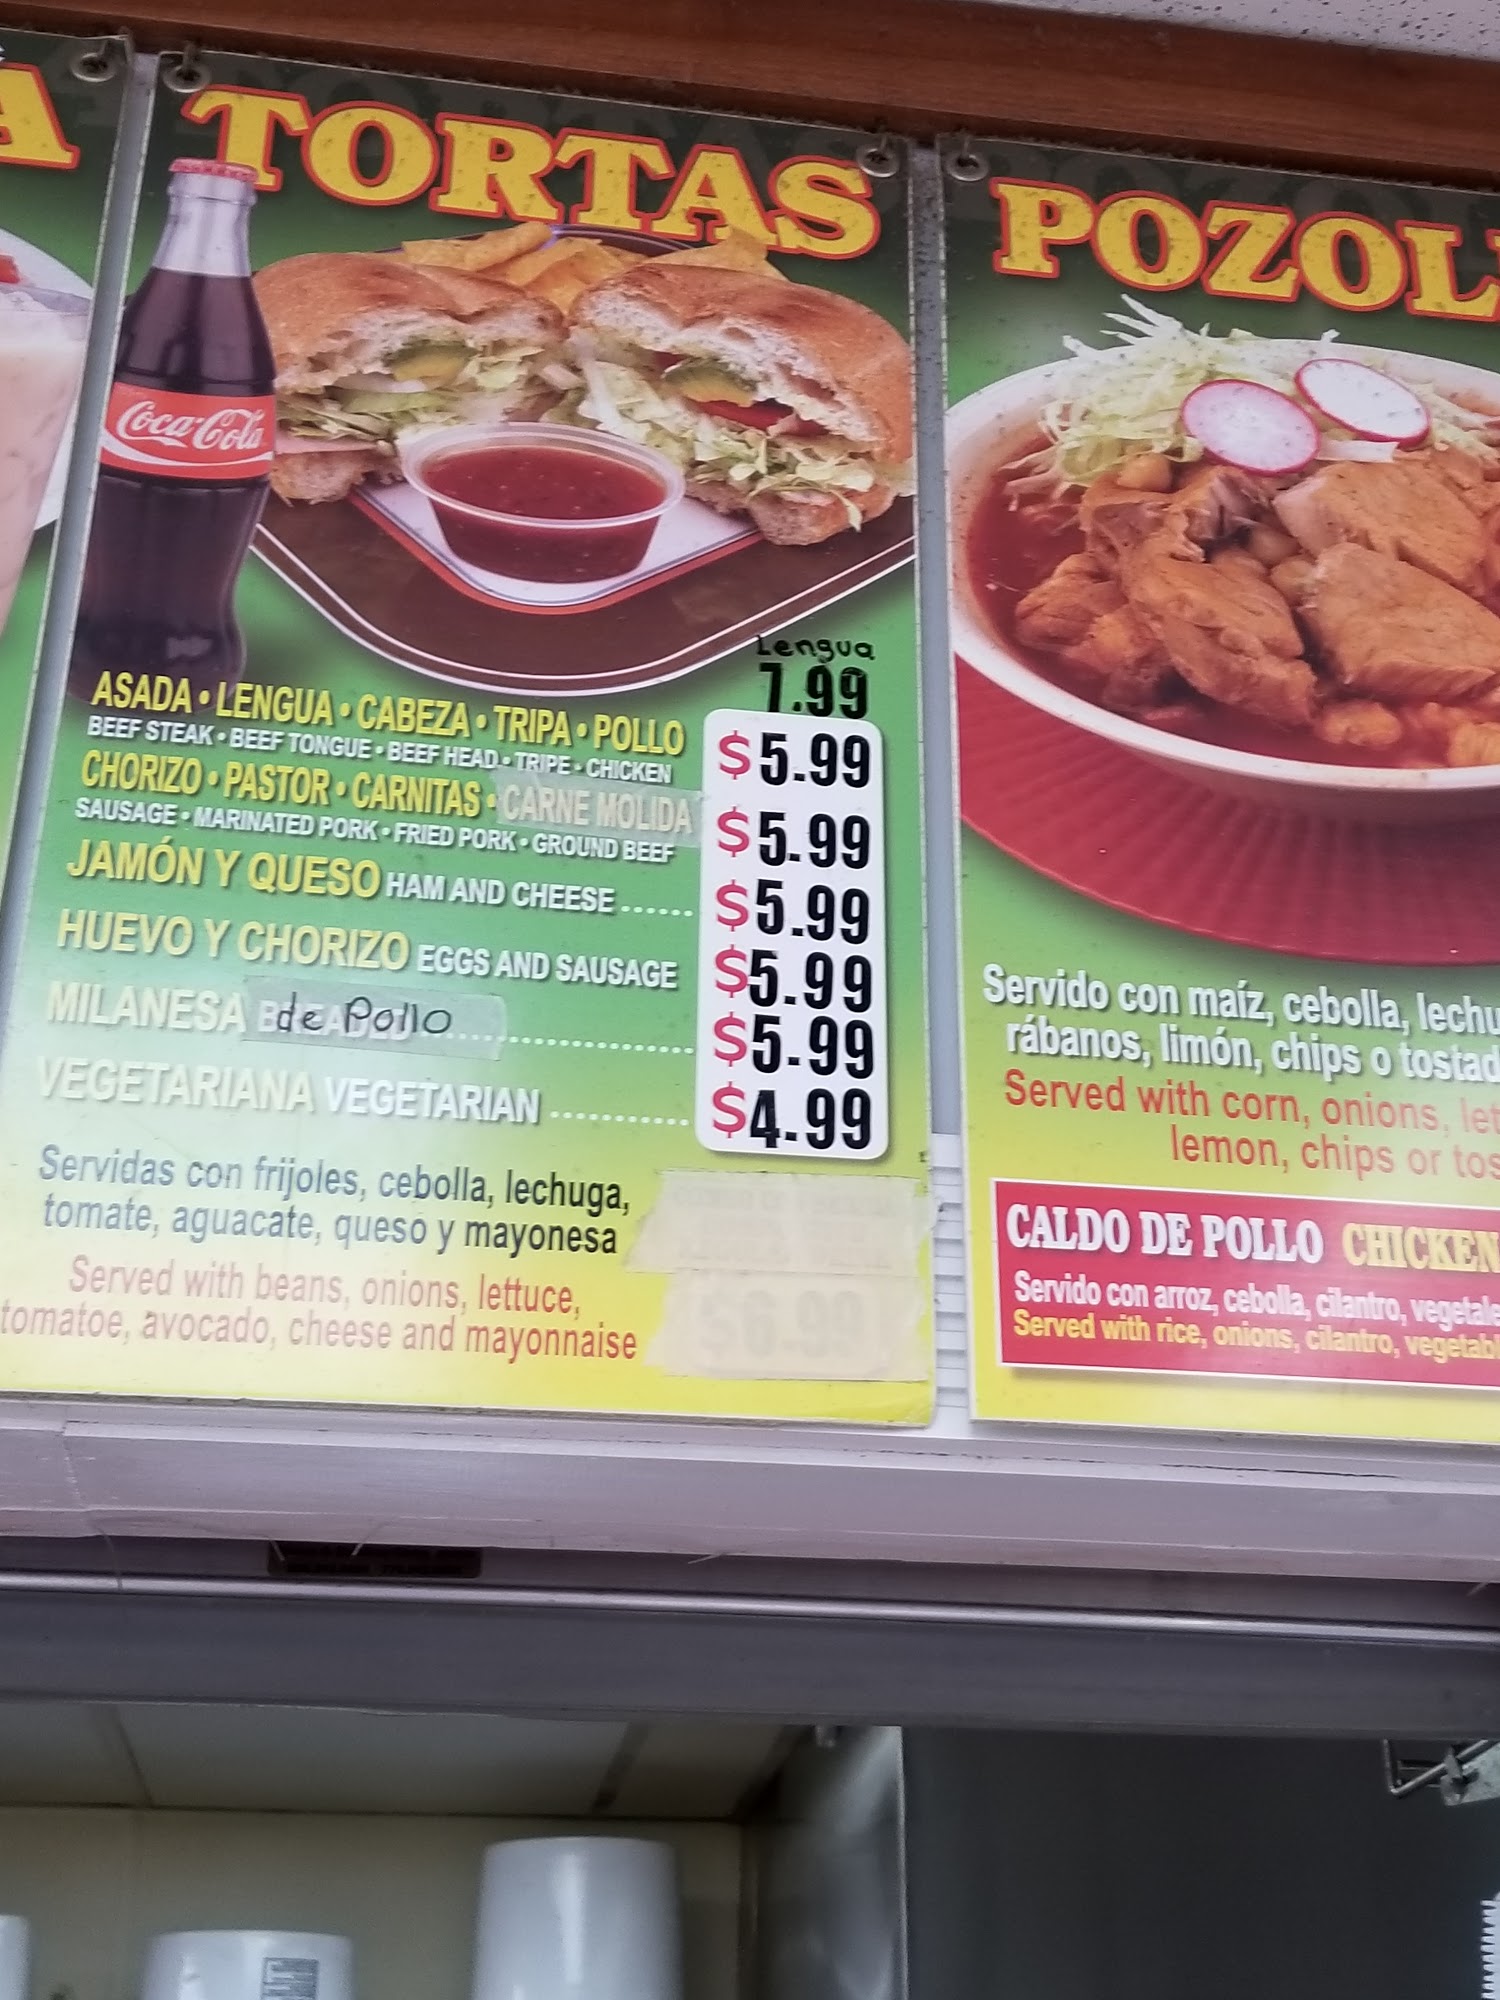 A
TORTAS
Coca-Cola
Lengua
7.99
ASADA • LENGUA • CABEZA • TRIPA • POLLO
BEEF STEAK • BEEF TONGUE • BEEF HEAD • TRIPE • CHICKEN
$5.99
CHORIZO • PASTOR • CARNITAS • CARNE MOLIDA
SAUSAGE • MARINATED PORK • FRIED PORK • GROUND BEEF
$5.99
JAMÓN Y QUESO HAM AND CHEESE ...... $5.99
HUEVO Y CHORIZO EGGS AND SAUSAGE $5.99
MILANESA de Pollo ........................ $5.99
VEGETARIANA VEGETARIAN ............ $4.99
Servidas con frijoles, cebolla, lechuga,
tomate, aguacate, queso y mayonesa
Served with beans, onions, lettuce,
tomatoe, avocado, cheese and mayonnaise
POZOL
Servido con maíz, cebolla, lechu
rábanos, limón, chips o tostad
Served with corn, onions, let
lemon, chips or tos
CALDO DE POLLO CHICKEN
Servido con arroz, cebolla, cilantro, vegetale
Served with rice, onions, cilantro, vegetabl